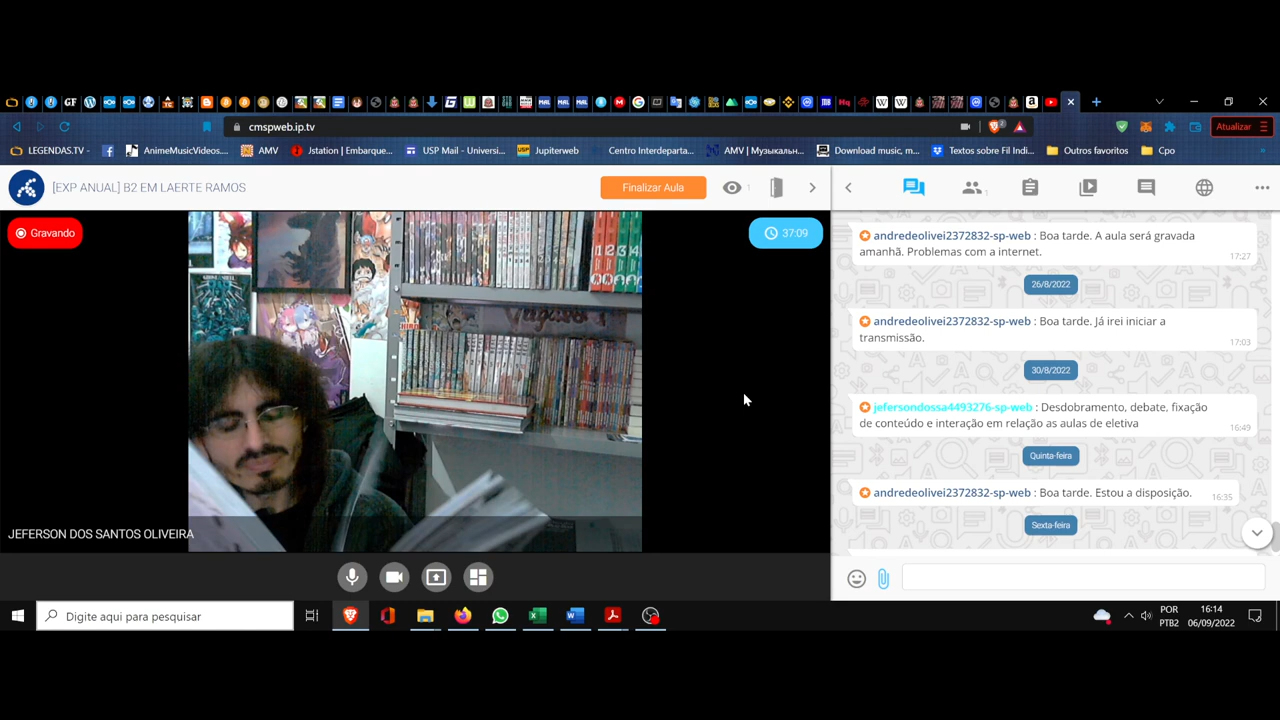 cmspweb.ip.tv
Atualizar
LEGENDAS.TV -
AnimeMusicVideos...
AMV
Jstation | Embarque...
USP Mail - Universi...
Jupiterweb
Centro Interdeparta...
AMV | Музыкальн...
Download music, m...
Textos sobre Fil Indi...
Outros favoritos
Cpo
[EXP ANUAL] B2 EM LAERTE RAMOS
Finalizar Aula
1
1
Gravando
37:09
JEFERSON DOS SANTOS OLIVEIRA
andredeolivei2372832-sp-web : Boa tarde. A aula será gravada
amanhã. Problemas com a internet.
17:27
26/8/2022
andredeolivei2372832-sp-web : Boa tarde. Já irei iniciar a
transmissão.
17:03
30/8/2022
jefersondossa4493276-sp-web : Desdobramento, debate, fixação
de conteúdo e interação em relação as aulas de eletiva
16:49
Quinta-feira
andredeolivei2372832-sp-web : Boa tarde. Estou a disposição.
16:35
Sexta-feira
Digite aqui para pesquisar
POR
PTB2
16:14
06/09/2022